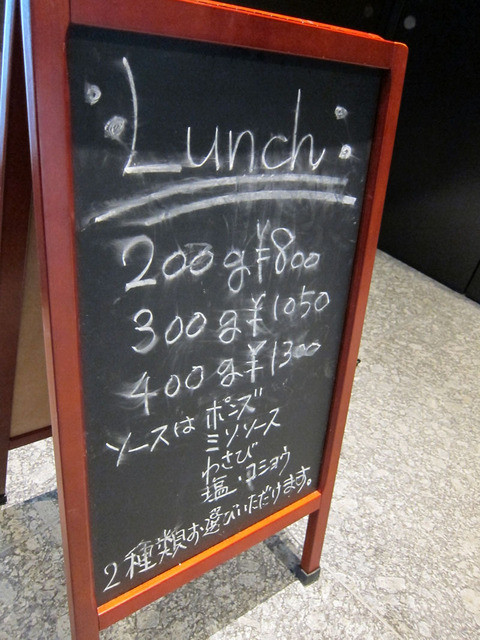 Lunch
200g ¥800
300g ¥1050
400g ¥1300
ソースは ポンズ
ミソソース
わさび
塩・コショウ
2種類お選びいただけます。